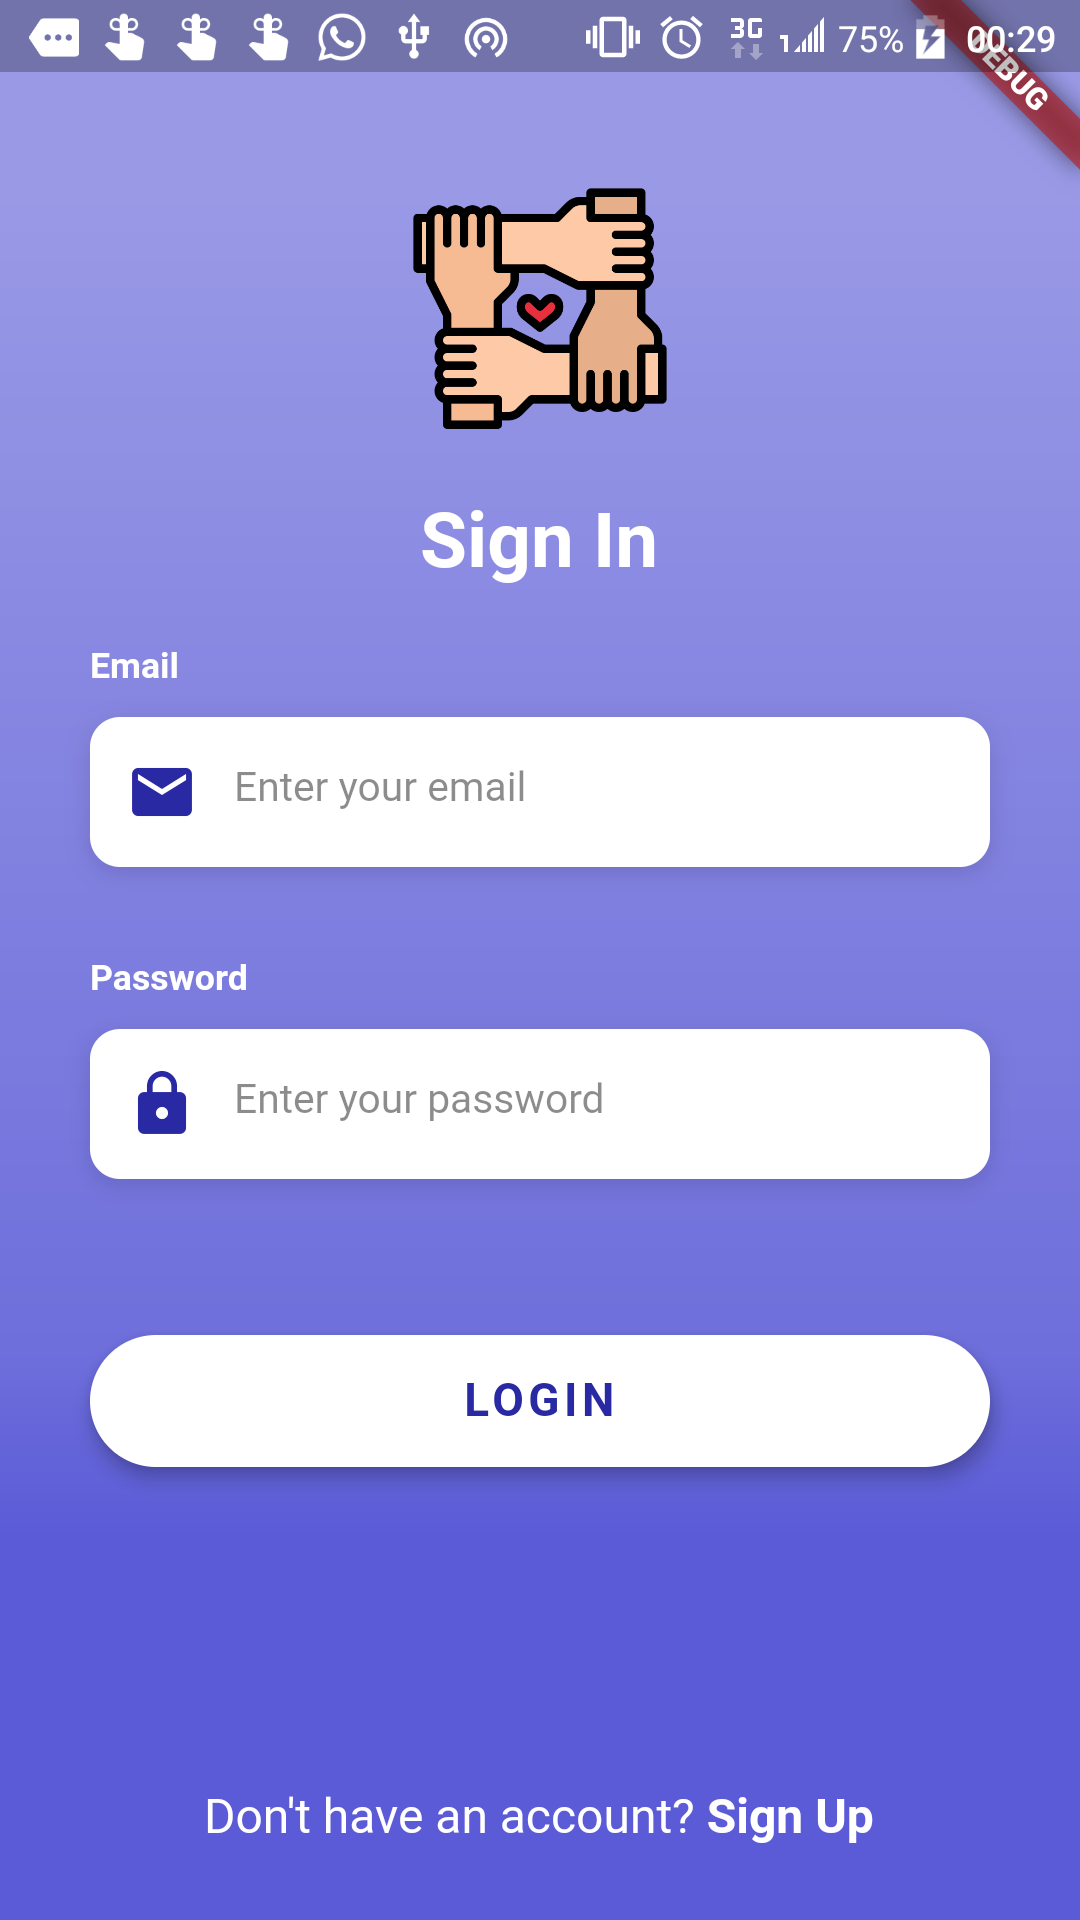 3G 75% 00:29
DEBUG
Sign In
Email
Enter your email
Password
Enter your password
LOGIN
Don't have an account? Sign Up